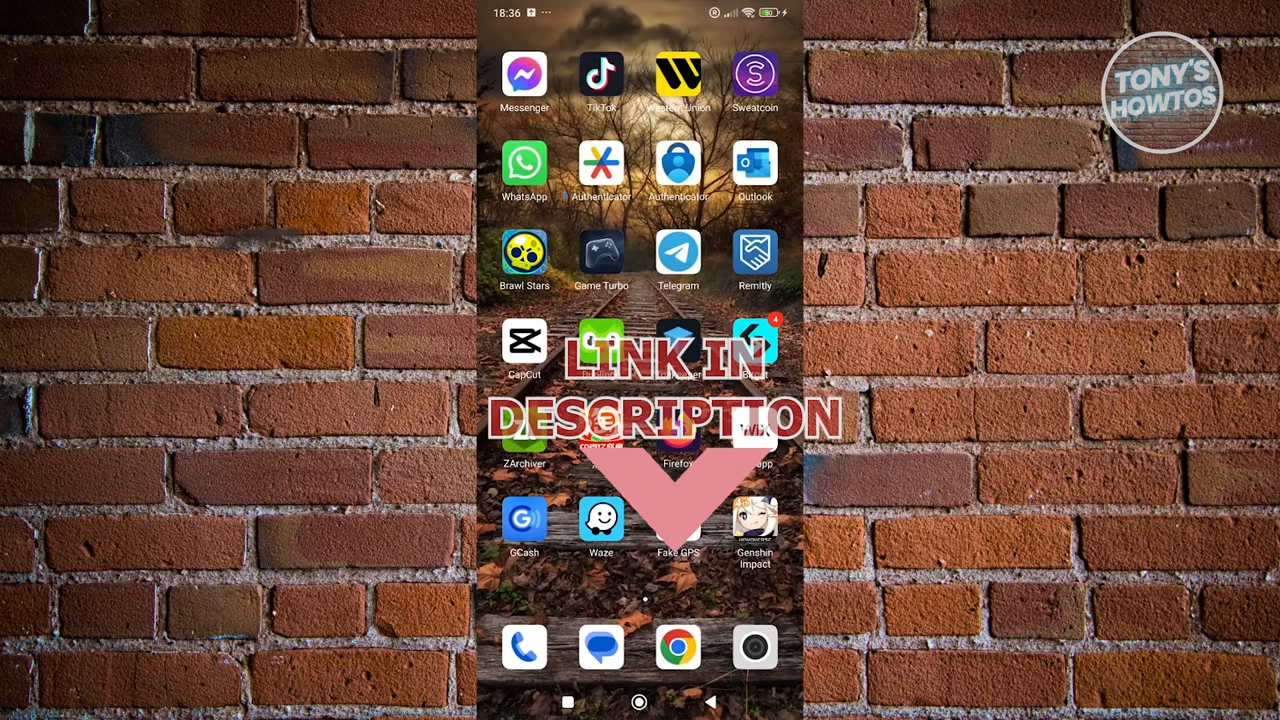 18:36
TONY'S
HOWTOS
Messenger
TikTok
Western Union
Sweatcoin
WhatsApp
Authenticator
Authenticator
Outlook
Brawl Stars
Game Turbo
Telegram
Remitly
4
CapCut
LINK IN
DESCRIPTION
ZArchiver
Firefox
GCash
Waze
Fake GPS
Genshin
Impact